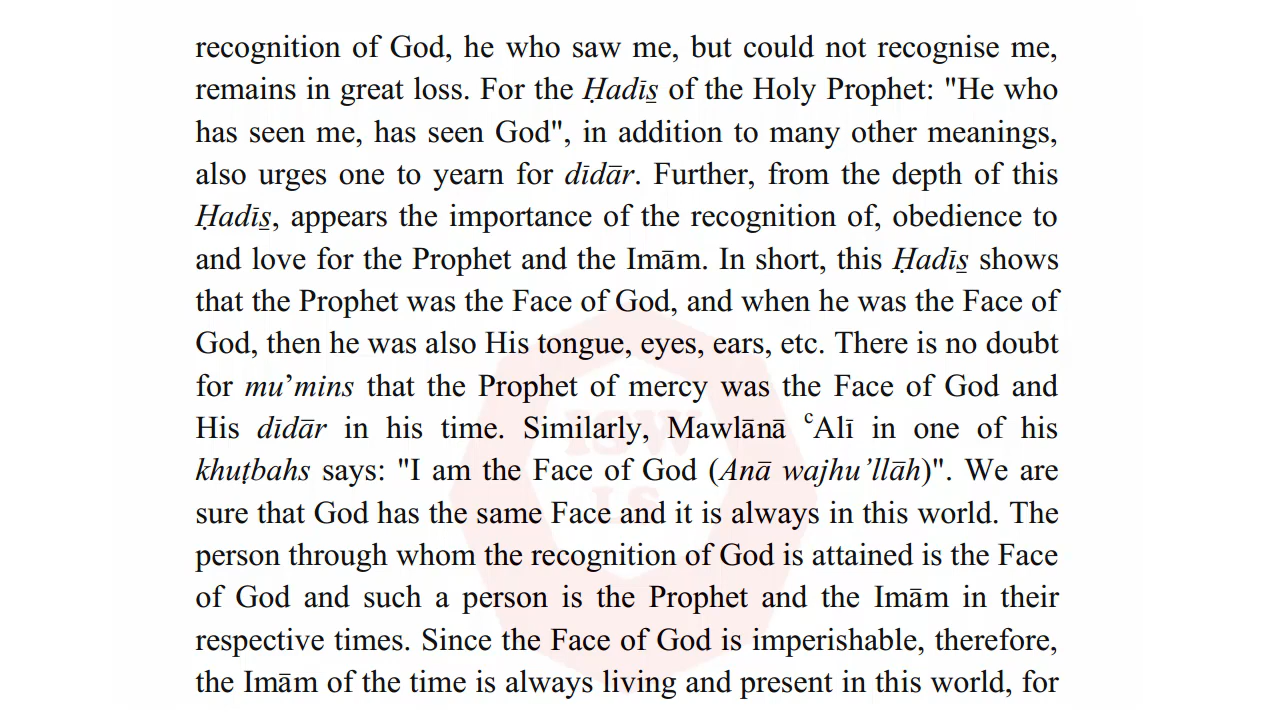 recognition of God, he who saw me, but could not recognise me,
remains in great loss. For the Ḥadīs̲ of the Holy Prophet: "He who
has seen me, has seen God", in addition to many other meanings,
also urges one to yearn for dīdār. Further, from the depth of this
Ḥadīs̲, appears the importance of the recognition of, obedience to
and love for the Prophet and the Imām. In short, this Ḥadīs̲ shows
that the Prophet was the Face of God, and when he was the Face of
God, then he was also His tongue, eyes, ears, etc. There is no doubt
for mu’mins that the Prophet of mercy was the Face of God and
His dīdār in his time. Similarly, Mawlānā ᶜAlī in one of his
khuṭbahs says: "I am the Face of God (Anā wajhu’llāh)". We are
sure that God has the same Face and it is always in this world. The
person through whom the recognition of God is attained is the Face
of God and such a person is the Prophet and the Imām in their
respective times. Since the Face of God is imperishable, therefore,
the Imām of the time is always living and present in this world, for
ISW
LS